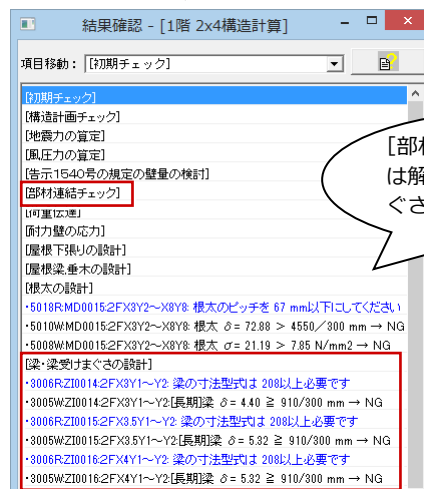 結果確認 - [1階 2x4構造計算]
項目移動： [初期チェック]
[初期チェック]
[構造計画チェック]
[地震力の算定]
[風圧力の算定]
[告示1540号の規定の壁量の検討]
[部材連結チェック]
[荷重伝達]
[耐力壁の応力]
[屋根下張りの設計]
[屋根梁,垂木の設計]
[根太の設計]
・5018R:MD0015:2FX3Y2～X8Y8: 根太のピッチを 67 mm以下にしてください
・5010W:MD0015:2FX3Y2～X8Y8: 根太 δ= 72.88 > 4550／300 mm → NG
・5008W:MD0015:2FX3Y2～X8Y8: 根太 σ= 21.19 > 7.85 N/mm2 → NG
[梁・梁受けまぐさの設計]
・3006R:ZI0014:2FX3Y1～Y2: 梁の寸法型式は 208以上必要です
・3005W:ZI0014:2FX3Y1～Y2:[長期]梁 δ= 4.40 ≧ 910/300 mm → NG
・3006R:ZI0015:2FX3.5Y1～Y2: 梁の寸法型式は 208以上必要です
・3005W:ZI0015:2FX3.5Y1～Y2:[長期]梁 δ= 5.32 ≧ 910/300 mm → NG
・3006R:ZI0016:2FX4Y1～Y2: 梁の寸法型式は 208以上必要です
・3005W:ZI0016:2FX4Y1～Y2:[長期]梁 δ= 5.32 ≧ 910/300 mm → NG
[部
は解
ぐさ